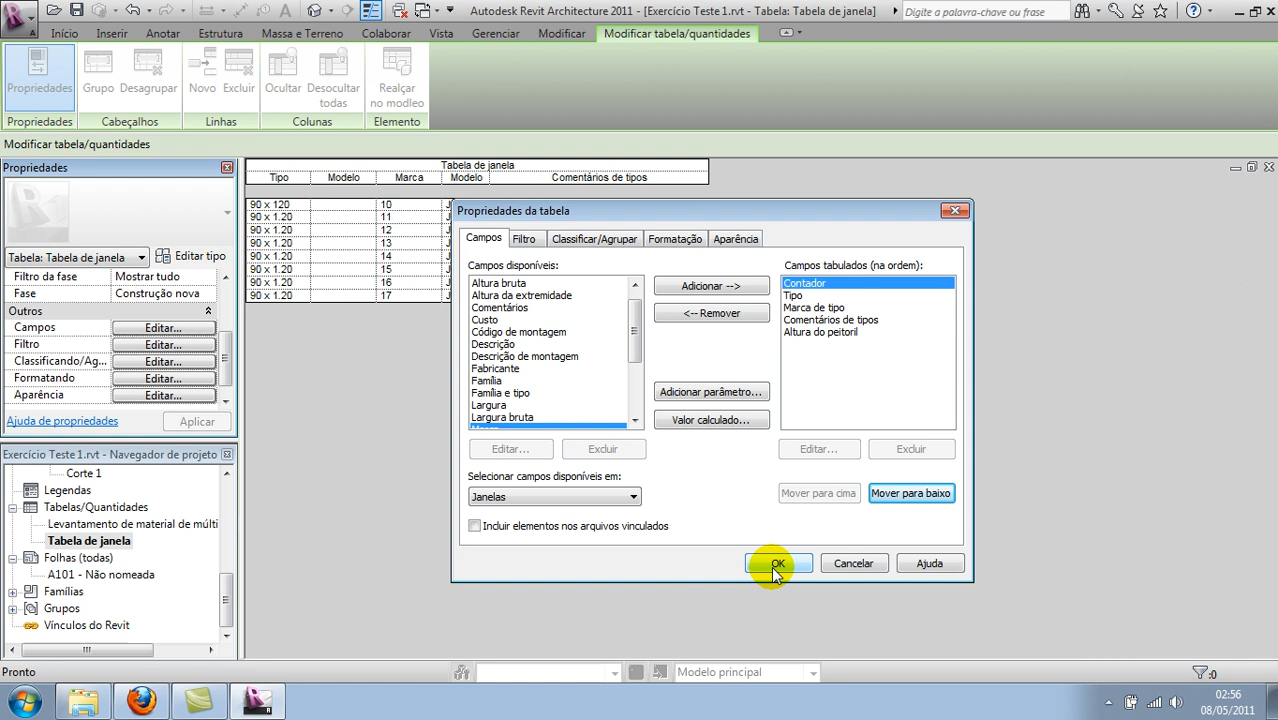 Autodesk Revit Architecture 2011 - [Exercício Teste 1.rvt - Tabela: Tabela de janela]
Digite a palavra-chave ou frase
Início Inserir Anotar Estrutura Massa e Terreno Colaborar Vista Gerenciar Modificar Modificar tabela/quantidades
Propriedades Grupo Desagrupar Novo Excluir Ocultar Desocultar todas Realçar no modleo
Propriedades Cabeçalhos Linhas Colunas Elemento
Modificar tabela/quantidades
Propriedades
Tabela: Tabela de janela Editar tipo
Filtro da fase Mostrar tudo
Fase Construção nova
Outros
Campos Editar...
Filtro Editar...
Classificando/Ag... Editar...
Formatando Editar...
Aparência Editar...
Ajuda de propriedades Aplicar
Exercício Teste 1.rvt - Navegador de projeto
Corte 1
Legendas
Tabelas/Quantidades
Levantamento de material de múlti
Tabela de janela
Folhas (todas)
A101 - Não nomeada
Famílias
Grupos
Vínculos do Revit
Tabela de janela
Tipo Modelo Marca Modelo Comentários de tipos
90 x 120 10 J
90 x 1.20 11 J
90 x 1.20 12 J
90 x 1.20 13 J
90 x 1.20 14 J
90 x 1.20 15 J
90 x 1.20 16 J
90 x 1.20 17 J
Propriedades da tabela
Campos Filtro Classificar/Agrupar Formatação Aparência
Campos disponíveis:
Altura bruta
Altura da extremidade
Comentários
Custo
Código de montagem
Descrição
Descrição de montagem
Fabricante
Família
Família e tipo
Largura
Largura bruta
Adicionar -->
<-- Remover
Adicionar parâmetro...
Valor calculado...
Campos tabulados (na ordem):
Contador
Tipo
Marca de tipo
Comentários de tipos
Altura do peitoril
Editar... Excluir Editar... Excluir
Selecionar campos disponíveis em:
Janelas
Mover para cima Mover para baixo
Incluir elementos nos arquivos vinculados
OK Cancelar Ajuda
Pronto
Modelo principal
:0
02:56
08/05/2011